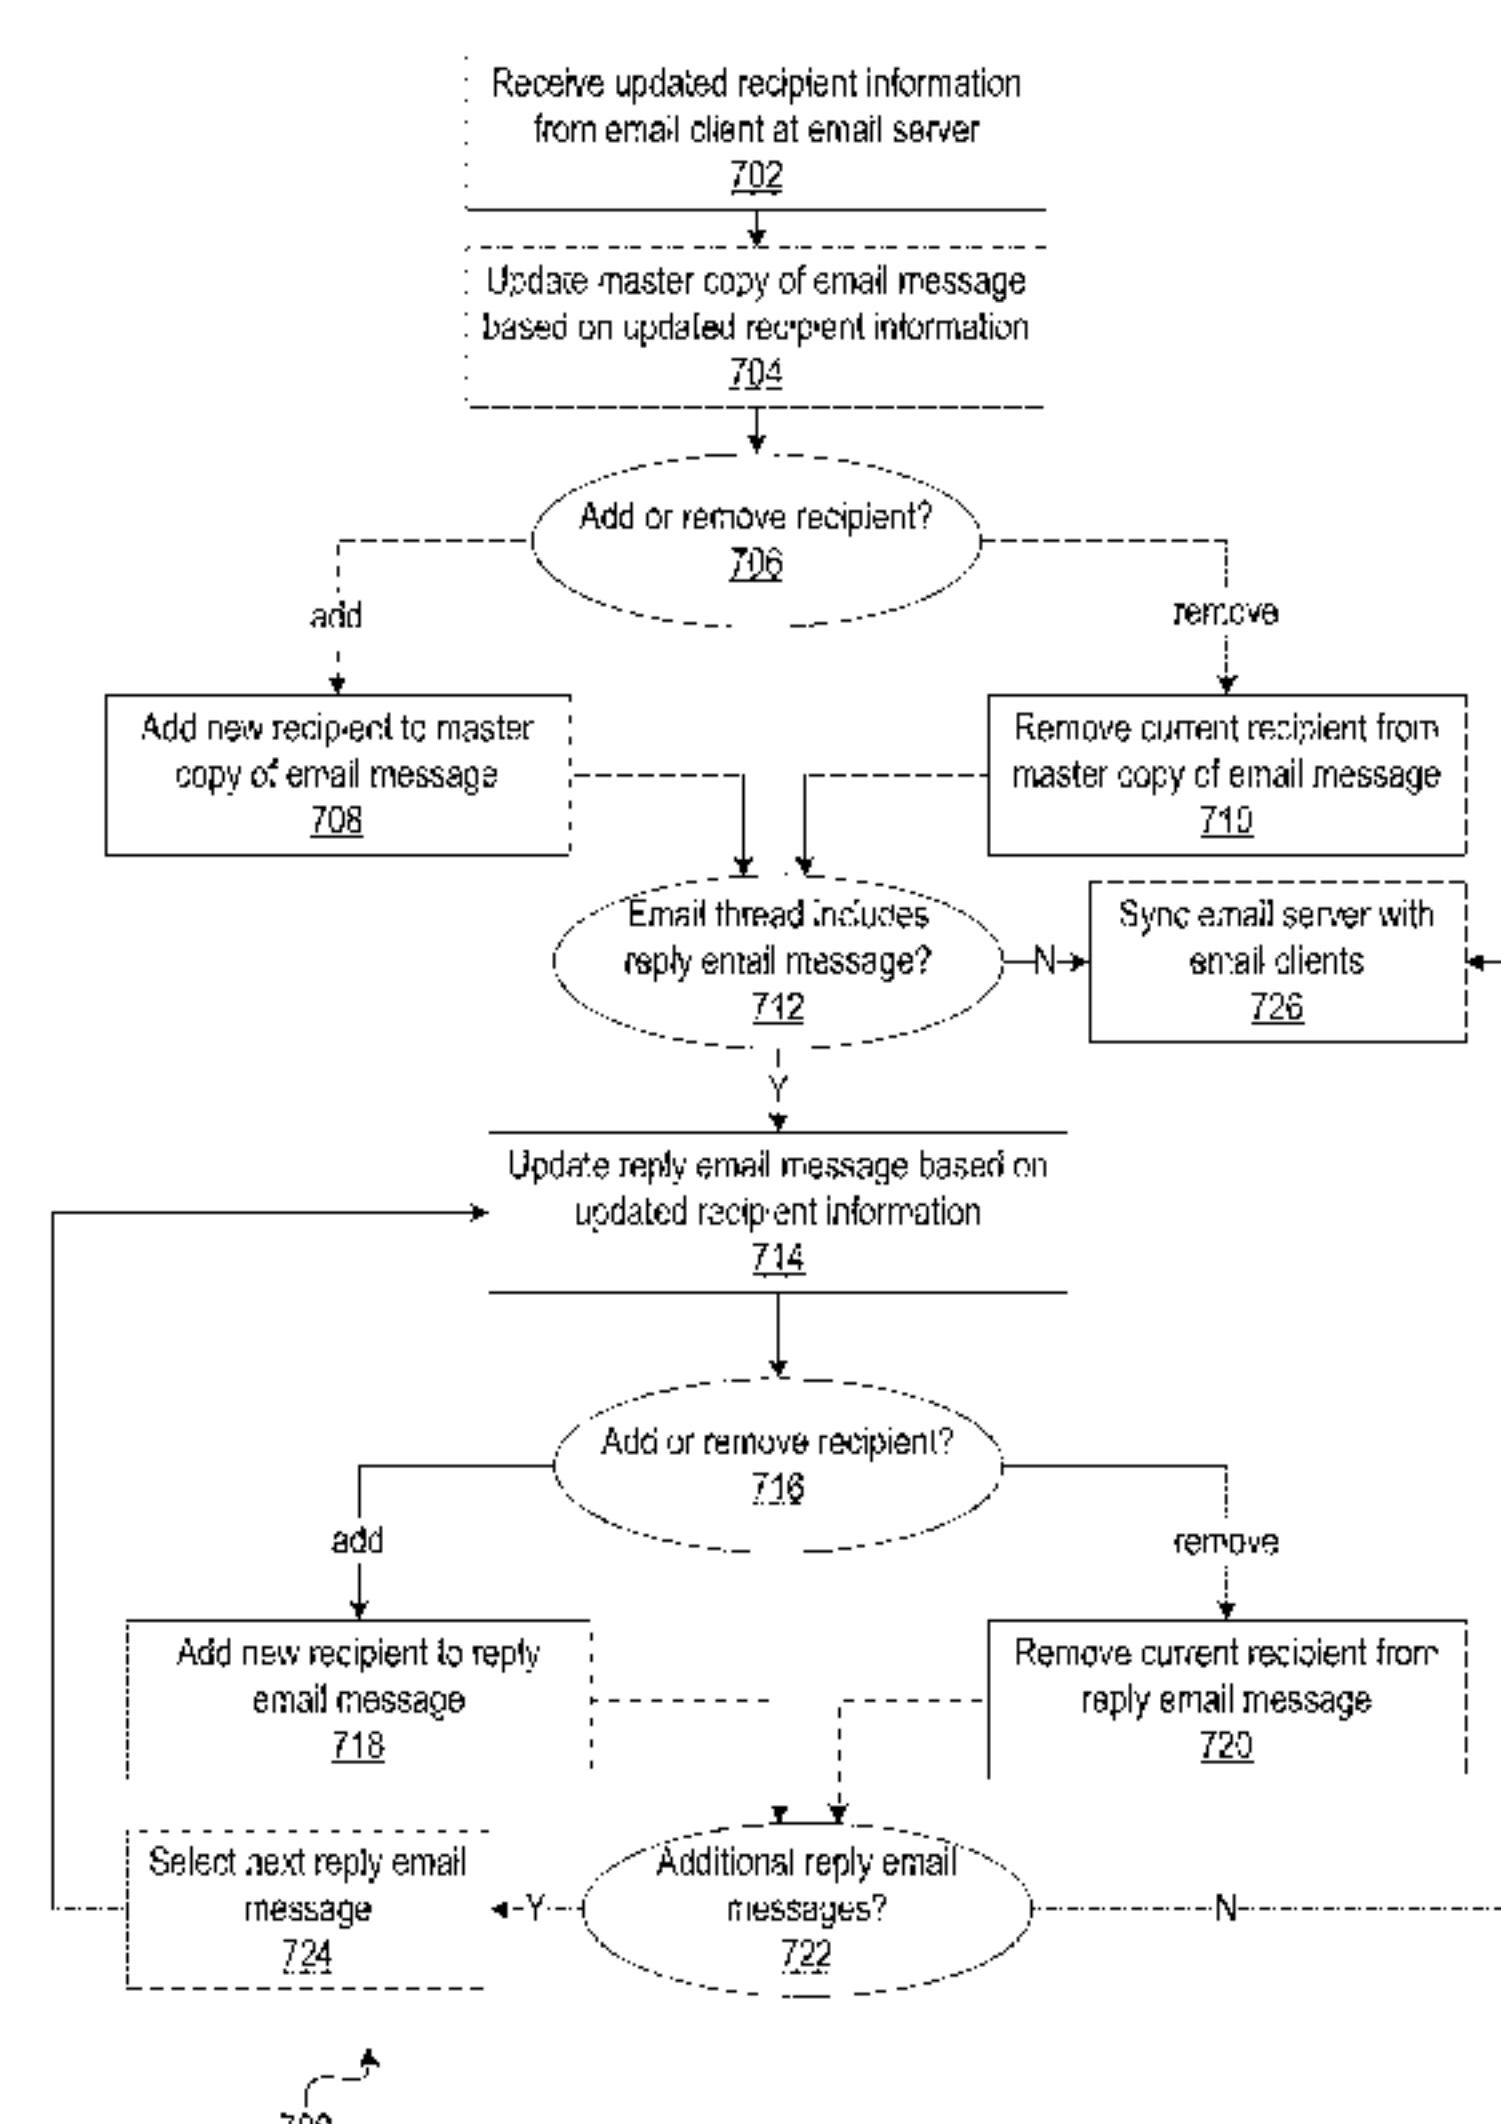 Receive updated recipient information
from email client at email server
702
Update master copy of email message
based on updated recipient information
704
Add or remove recipient?
706
add
remove
Add new recipient to master
copy of email message
708
Remove current recipient from
master copy of email message
710
Email thread includes
reply email message?
712
N
Sync email server with
email clients
726
Y
Update reply email message based on
updated recipient information
714
Add or remove recipient?
716
add
remove
Add new recipient to reply
email message
718
Remove current recipient from
reply email message
720
Select next reply email
message
724
Y
Additional reply email
messages?
722
N